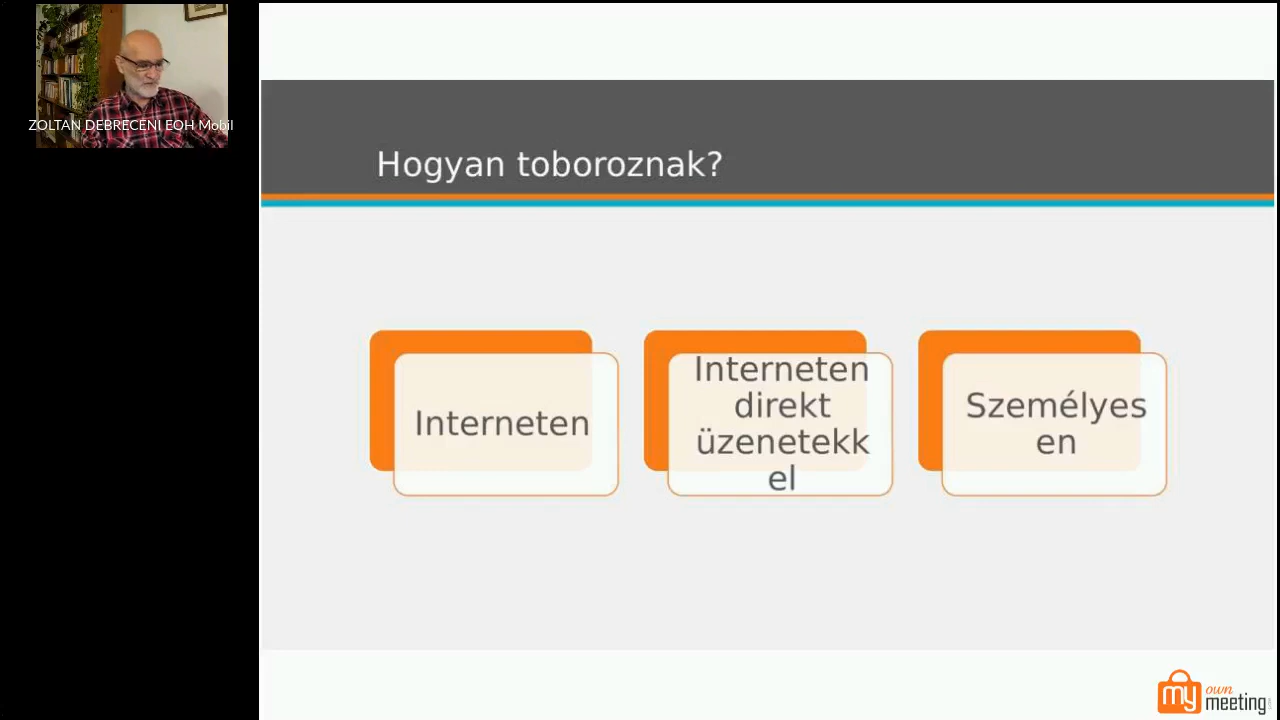 ZOLTAN DEBRECENI EOH Mobil
Hogyan toboroznak?
Interneten
Interneten
direkt
üzenetekk
el
Személyes
en
my own
meeting